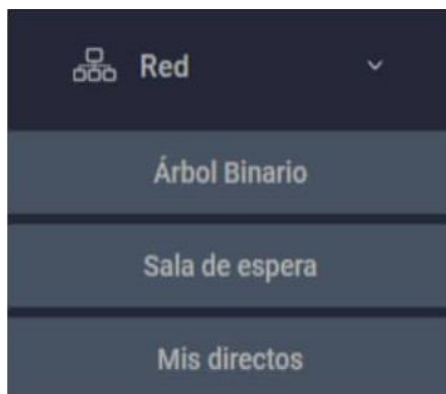 Red
Árbol Binario
Sala de espera
Mis directos